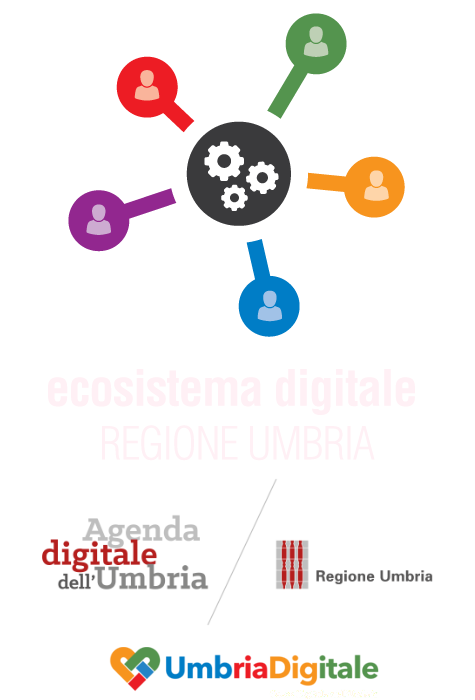 ecosistema digitale
REGIONE UMBRIA
Agenda
digitale
dell'Umbria
Regione Umbria
UmbriaDigitale